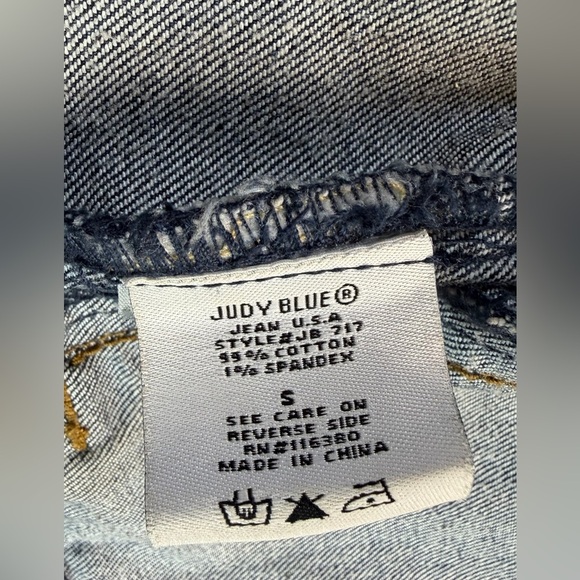 JUDY BLUE®
JEAN U.S.A
STYLE#JB 717
99% COTTON
1% SPANDEX
S
SEE CARE ON
REVERSE SIDE
RN#116380
MADE IN CHINA